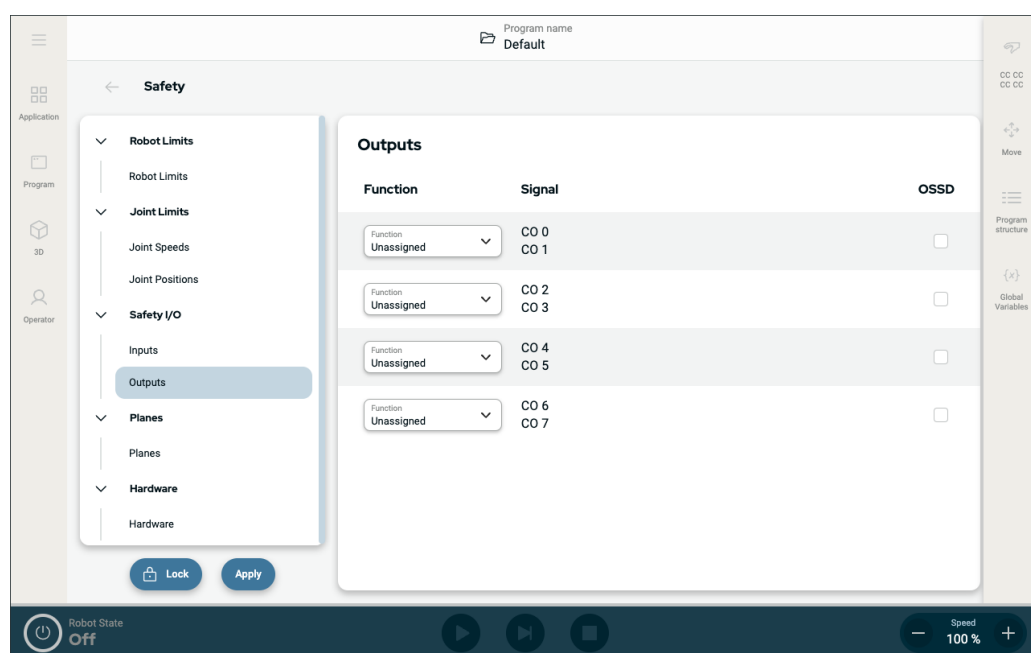 Program name
Default
Safety
Application
Program
3D
Operator
Robot Limits
Robot Limits
Joint Limits
Joint Speeds
Joint Positions
Safety I/O
Inputs
Outputs
Planes
Planes
Hardware
Hardware
Lock
Apply
Outputs
Function
Signal
OSSD
Function
Unassigned
CO 0
CO 1
Function
Unassigned
CO 2
CO 3
Function
Unassigned
CO 4
CO 5
Function
Unassigned
CO 6
CO 7
CC CC
CC CC
Move
Program
structure
{x}
Global
Variables
Robot State
Off
Speed
100 %